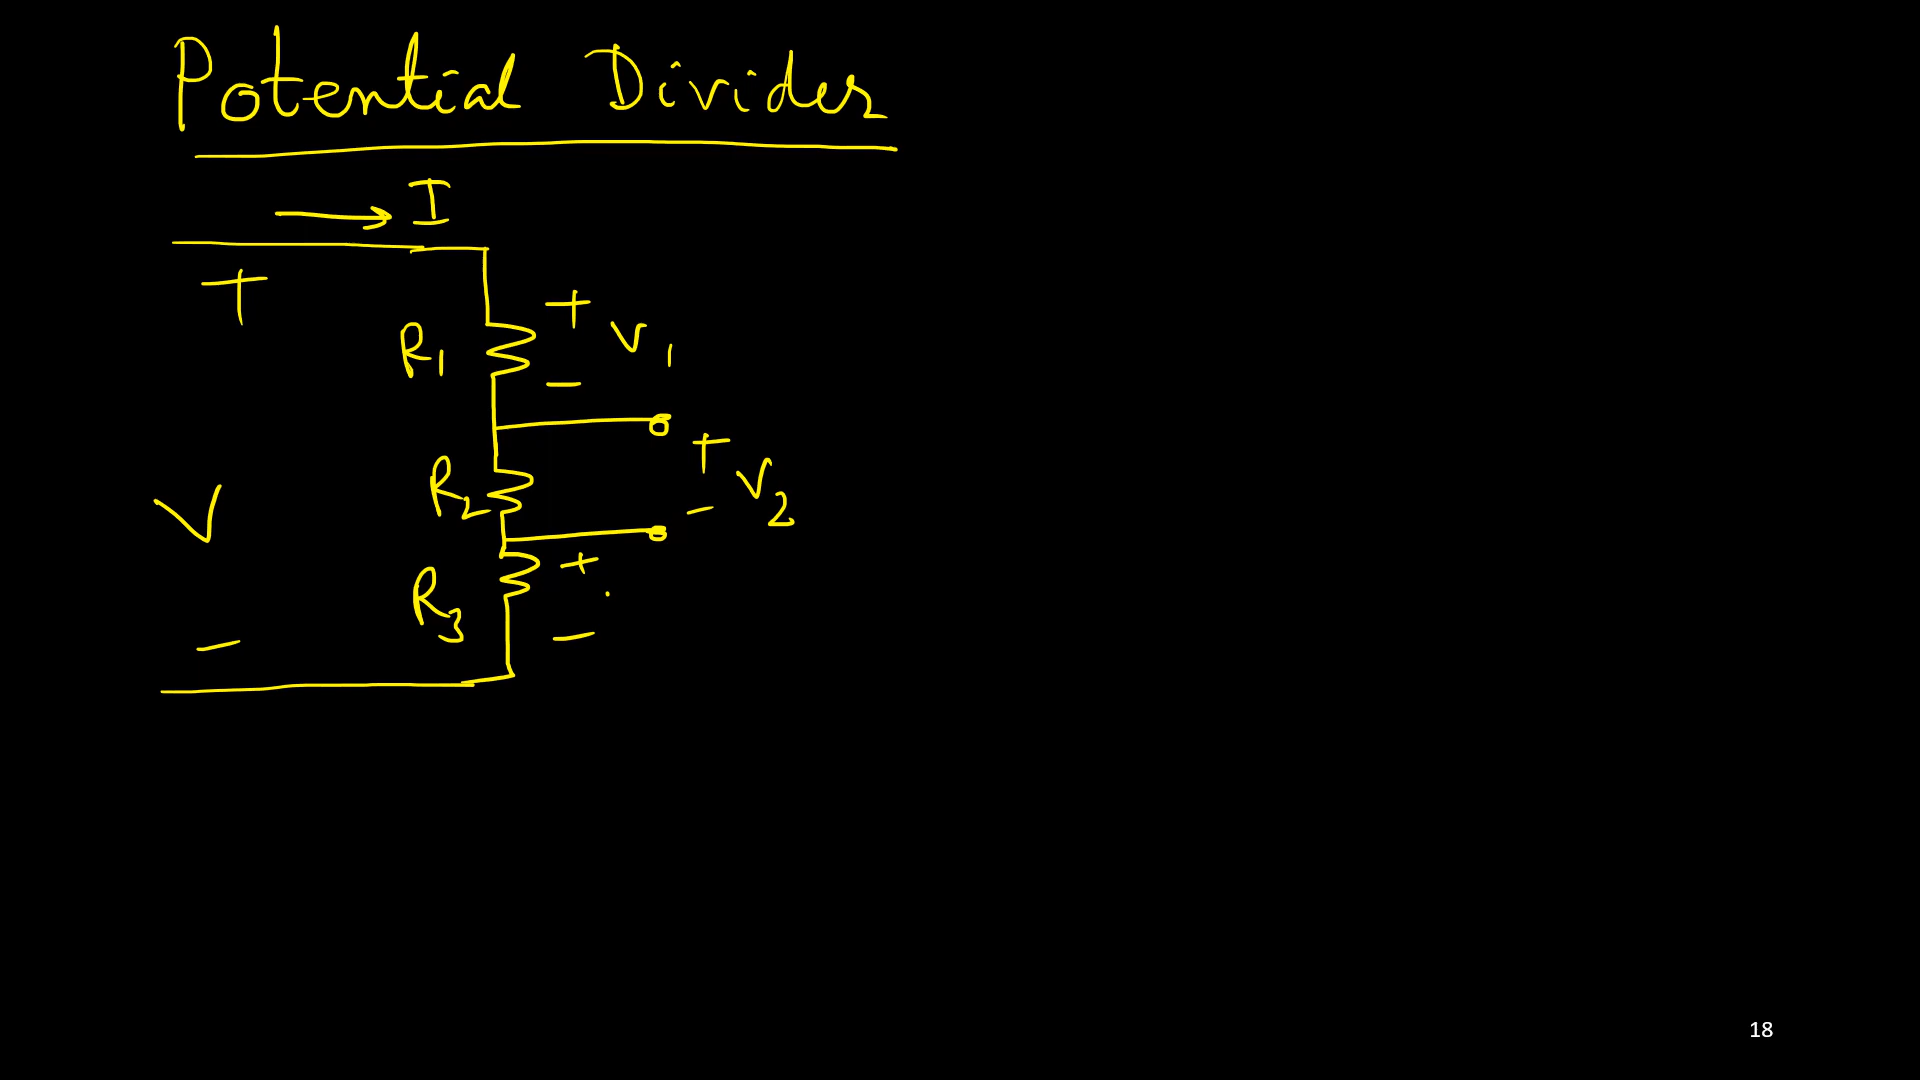 Potential Divider
I
+
R1
+
V1
-
+
V
R2
V2
-
+
R3
-
-
18